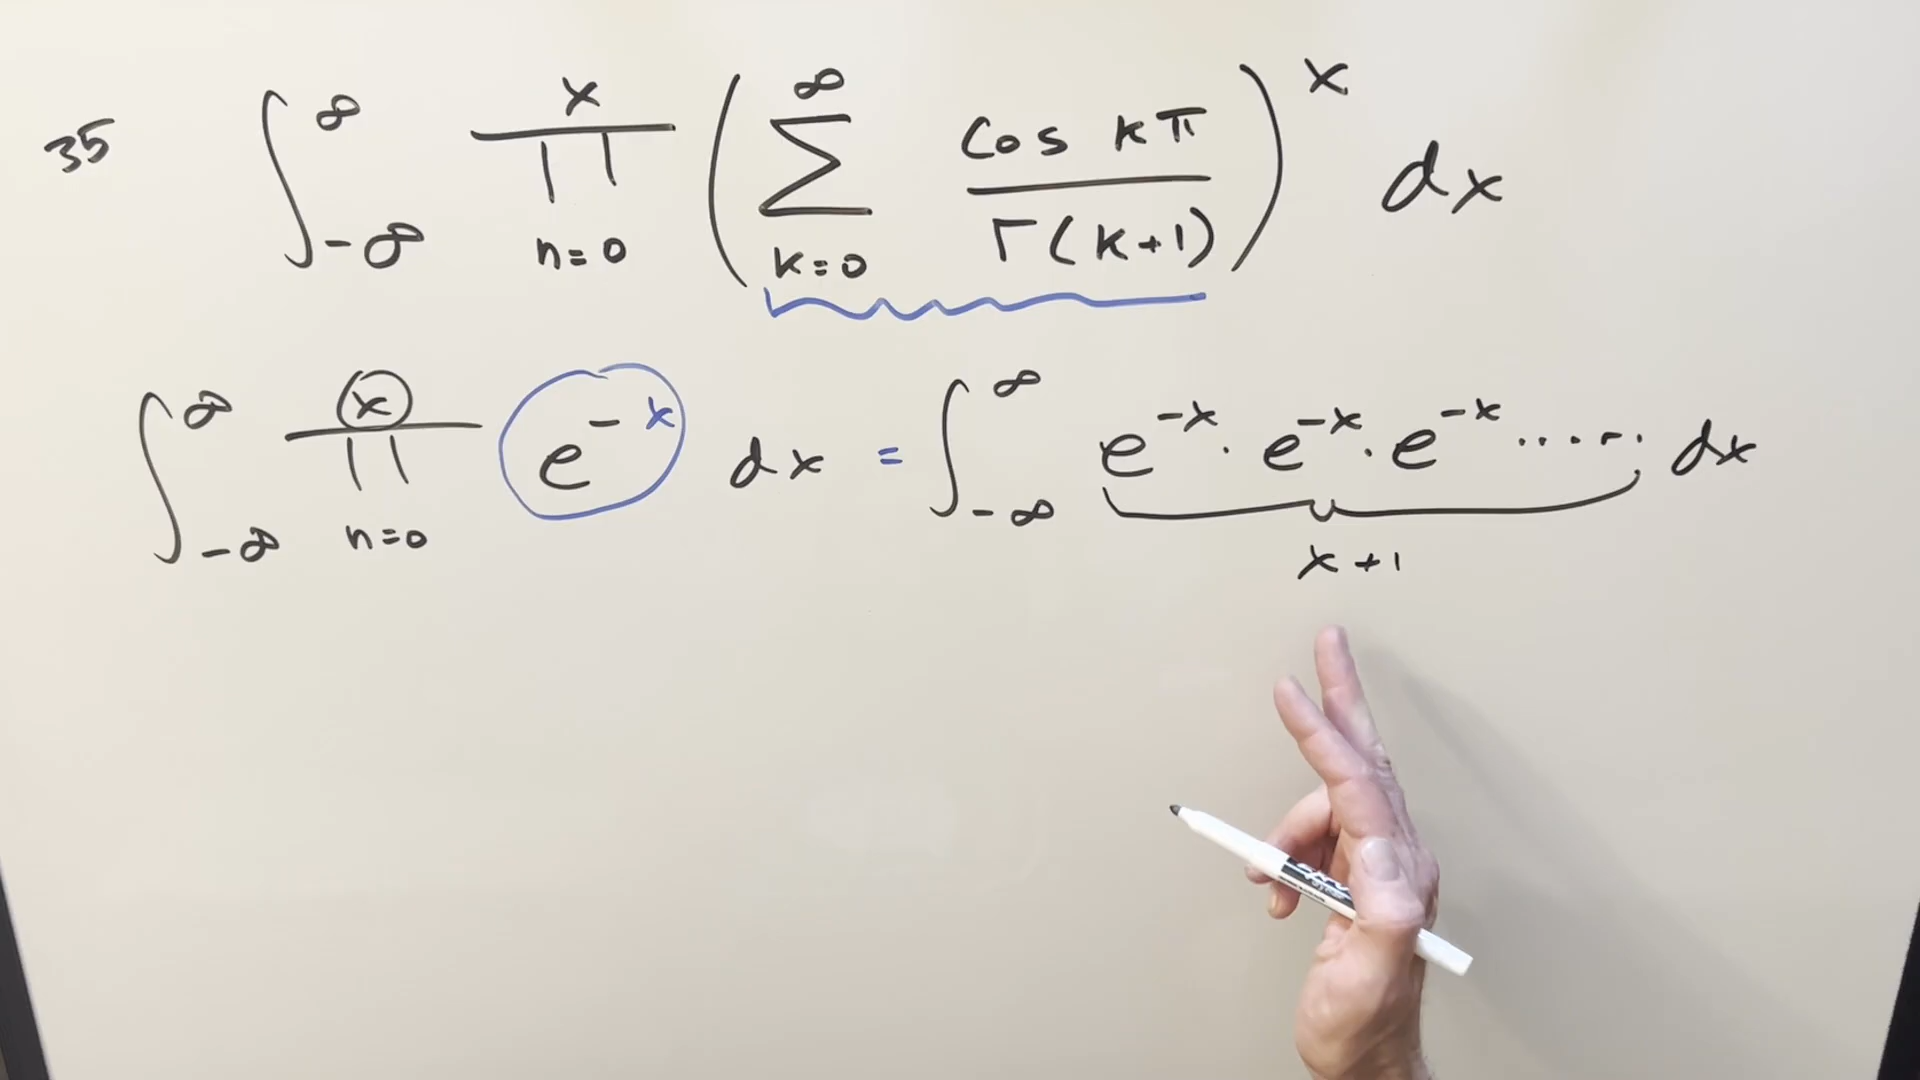 35 ∫_{-∞}^{∞} ∏_{n=0}^{x} ( ∑_{k=0}^{∞} cos kπ / Γ(k+1) )^x dx
∫_{-∞}^{∞} ∏_{n=0}^{x} e^{-x} dx = ∫_{-∞}^{∞} e^{-x} · e^{-x} · e^{-x} ······ dx
x+1